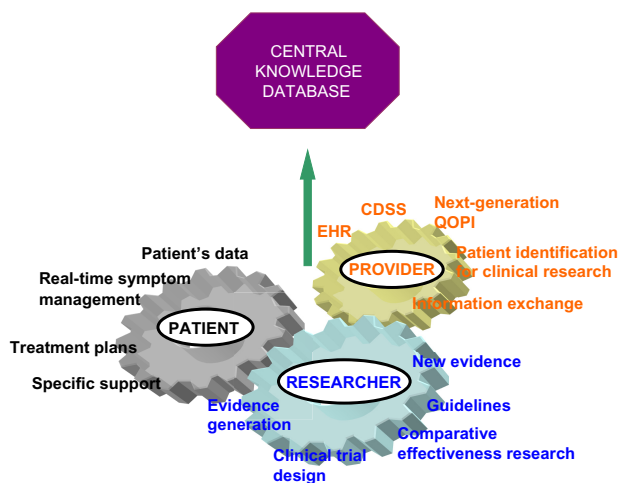 CENTRAL
KNOWLEDGE
DATABASE
Next-generation
QOPI
CDSS
EHR
Patient identification
for clinical research
PROVIDER
Information exchange
Patient's data
Real-time symptom
management
PATIENT
Treatment plans
Specific support
RESEARCHER
New evidence
Evidence
generation
Guidelines
Comparative
effectiveness research
Clinical trial
design